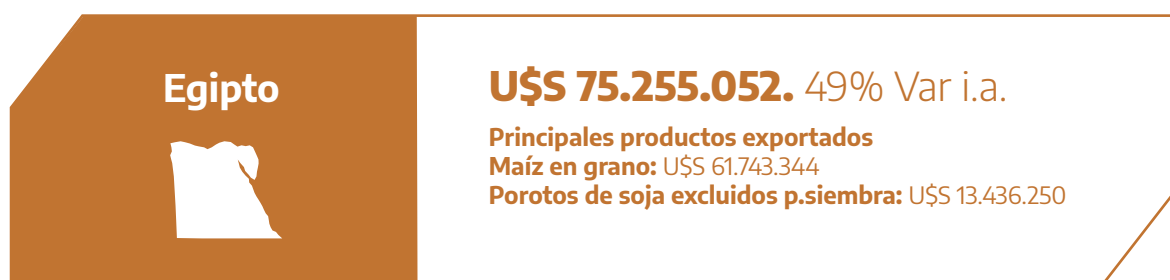 Egipto
U$S 75.255.052. 49% Var i.a.
Principales productos exportados
Maíz en grano: U$S 61.743.344
Porotos de soja excluidos p.siembra: U$S 13.436.250